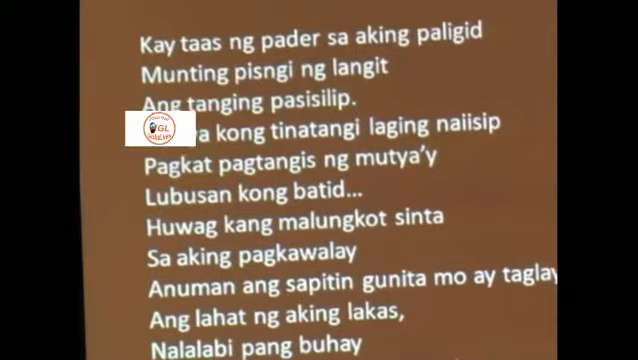 Kay taas ng pader sa aking paligid
Munting pisngi ng langit
Ang tanging pasisilip.
kong tinatangi laging naiisip
Pagkat pagtangis ng mutya'y
Lubusan kong batid...
Huwag kang malungkot sinta
Sa aking pagkawalay
Anuman ang sapitin gunita mo ay taglay
Ang lahat ng aking lakas,
Nalalabi pang buhay
GL